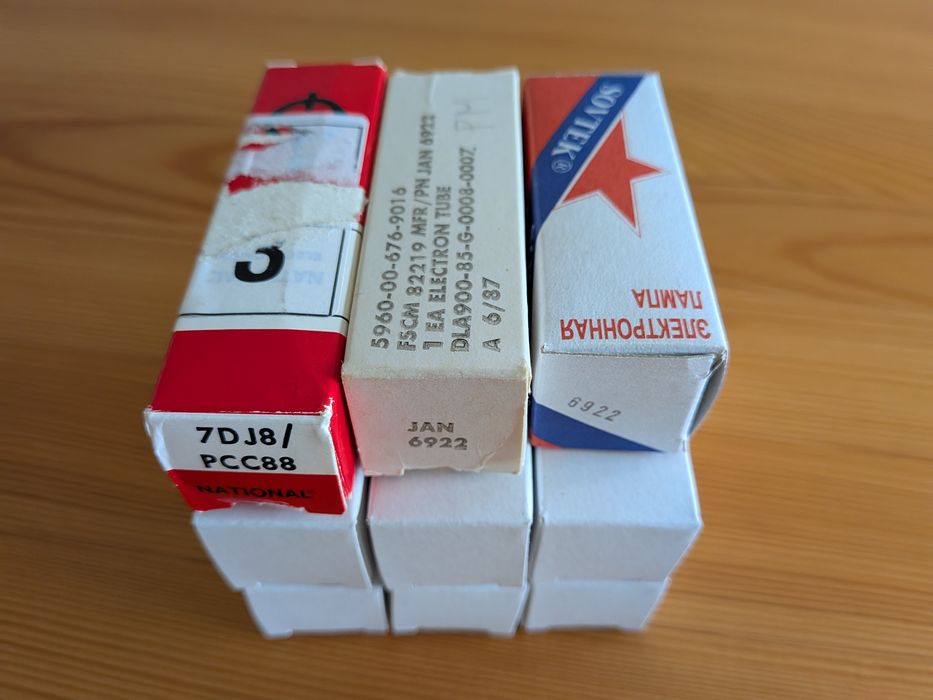 C
7DJ8/
PCC88
NATIONAL
5960-00-676-9016
FSCM 82219 MFR/PN JAN 6922
1 EA ELECTRON TUBE
DLA900-85-G-0008-0007
A 6/87
PM
JAN
6922
SOVTEK®
ЭЛЕКТРОННАЯ
ЛАМПА
6922